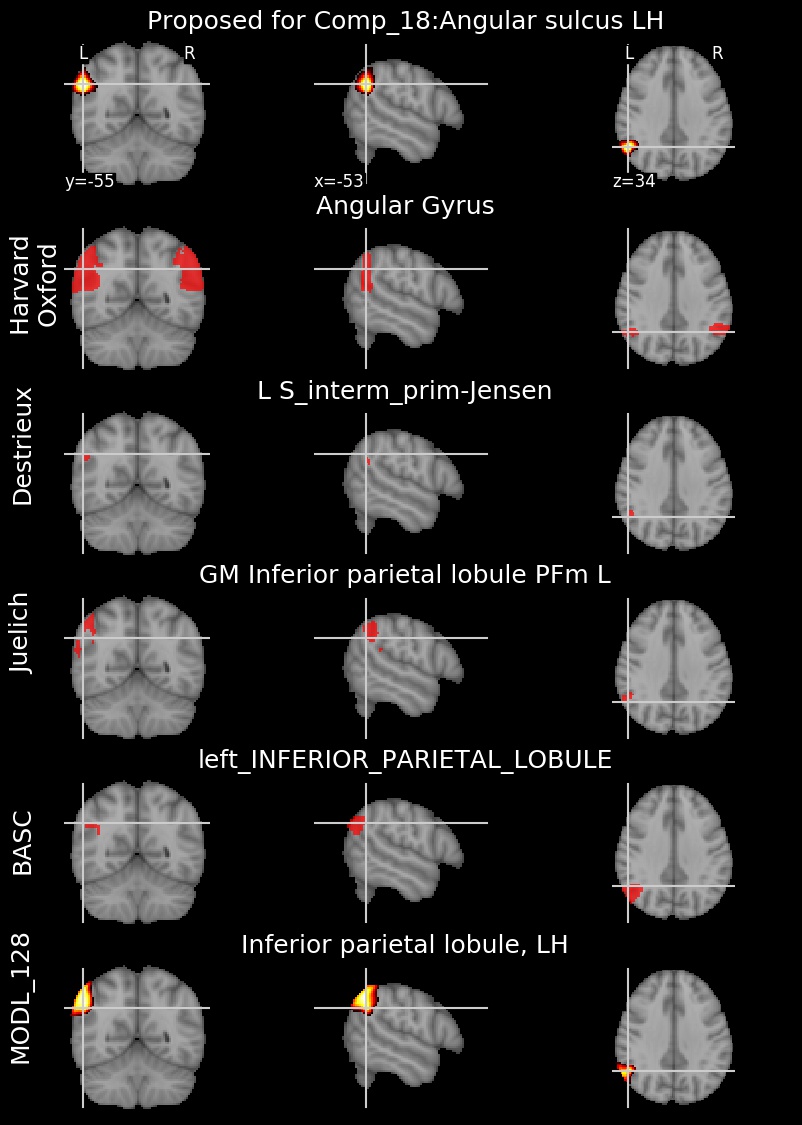 Proposed for Comp_18:Angular sulcus LH
L R
L R
y=-55
x=-53
z=34
Angular Gyrus
Harvard
Oxford
L S_interm_prim-Jensen
Destrieux
GM Inferior parietal lobule PFm L
Juelich
left_INFERIOR_PARIETAL_LOBULE
BASC
Inferior parietal lobule, LH
MODL_128